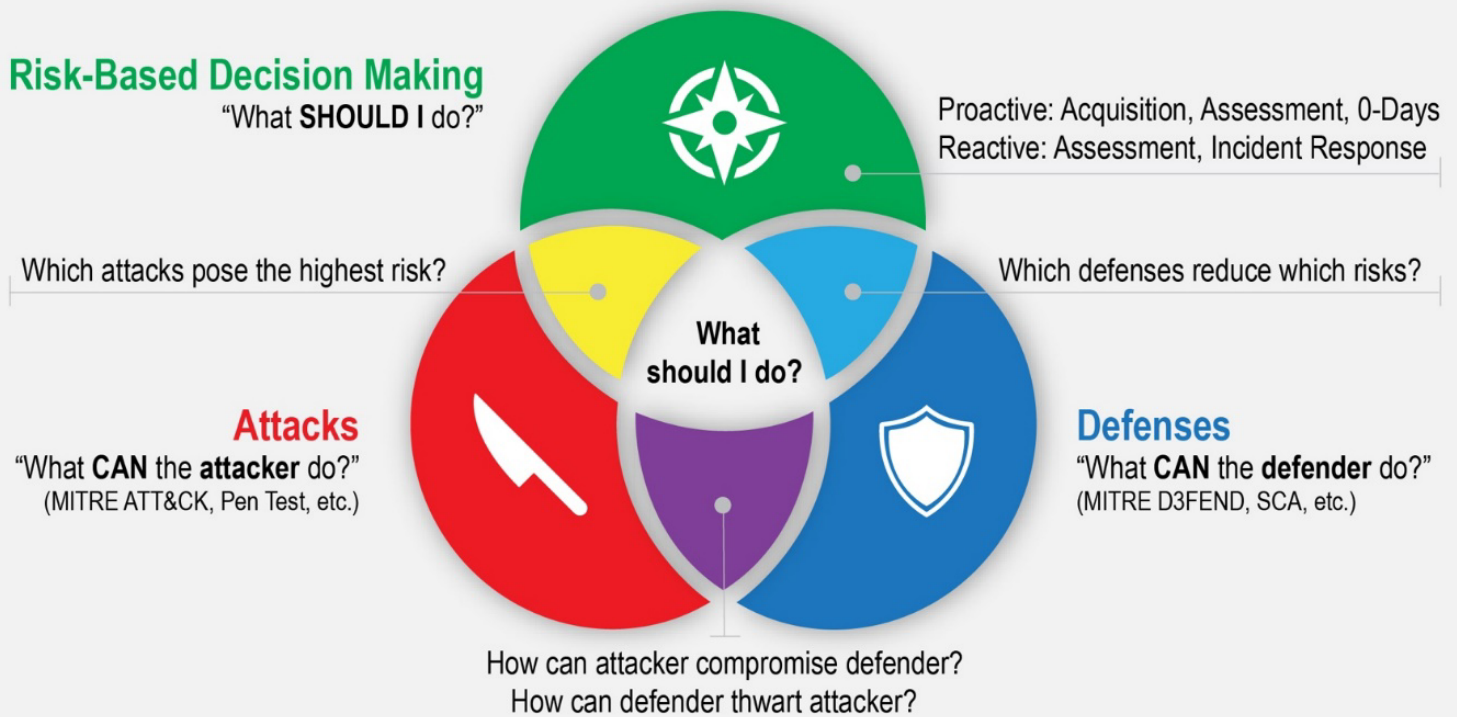 Risk-Based Decision Making
“What SHOULD I do?”
Proactive: Acquisition, Assessment, 0-Days
Reactive: Assessment, Incident Response
Which attacks pose the highest risk?
Which defenses reduce which risks?
What
should I do?
Attacks
“What CAN the attacker do?”
(MITRE ATT&CK, Pen Test, etc.)
Defenses
“What CAN the defender do?”
(MITRE D3FEND, SCA, etc.)
How can attacker compromise defender?
How can defender thwart attacker?